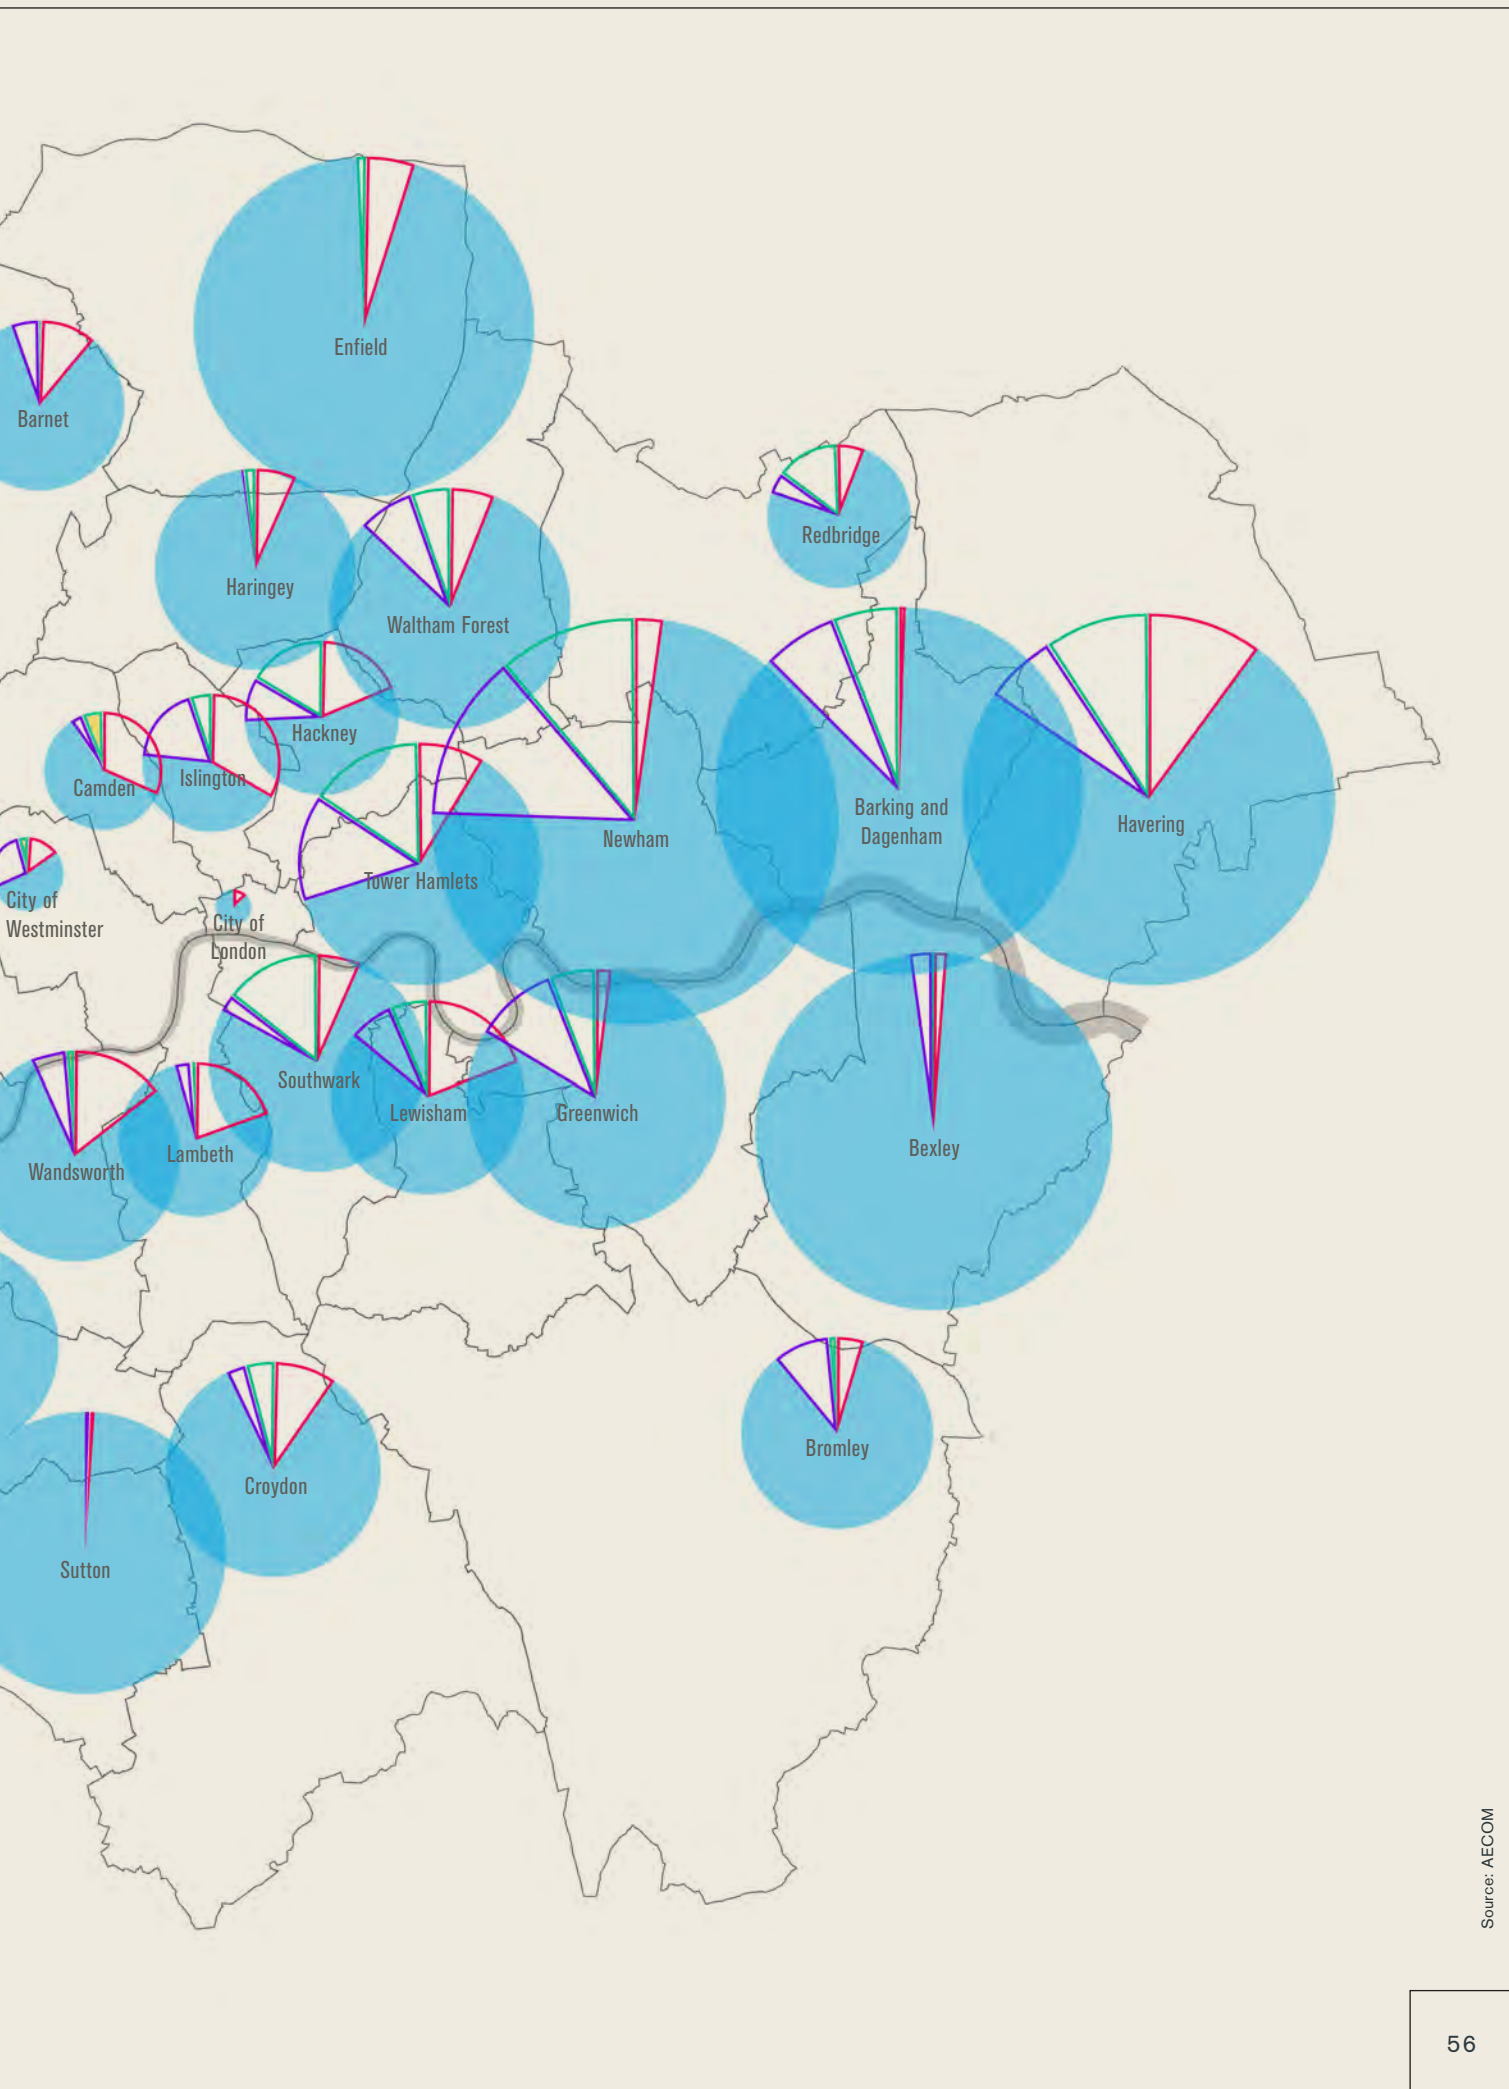 Enfield
Barnet
Redbridge
Haringey
Waltham Forest
Hackney
Islington
Camden
Barking and
Dagenham
Havering
Newham
Tower Hamlets
City of
Westminster
City of
London
Southwark
Lewisham
Greenwich
Bexley
Lambeth
Wandsworth
Bromley
Croydon
Sutton
Source: AECOM
56